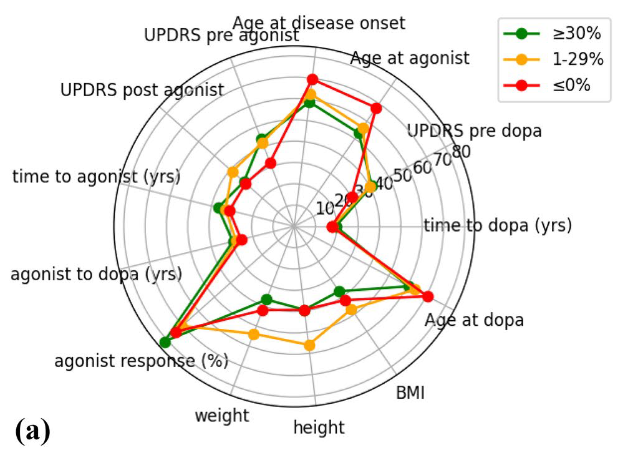 Age at disease onset
UPDRS pre agonist
Age at agonist
UPDRS post agonist
UPDRS pre dopa
time to agonist (yrs)
time to dopa (yrs)
agonist to dopa (yrs)
Age at dopa
agonist response (%)
BMI
weight
height
10 20 30 40 50 60 70 80
≥30%
1-29%
≤0%
(a)